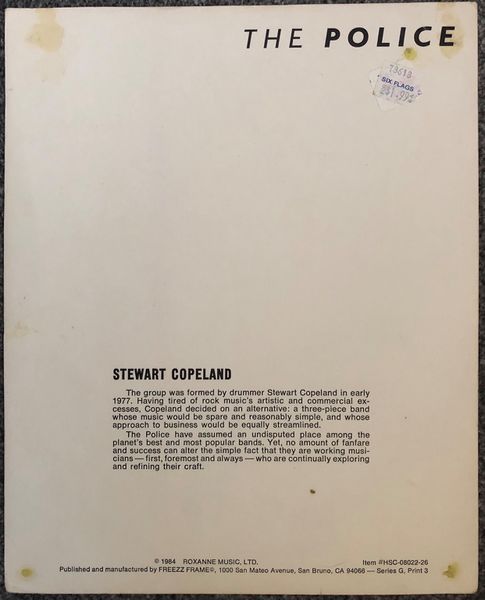 THE POLICE
73618
SIX FLAGS
$1.99
STEWART COPELAND
The group was formed by drummer Stewart Copeland in early
1977. Having tired of rock music's artistic and commercial ex-
cesses, Copeland decided on an alternative: a three-piece band
whose music would be spare and reasonably simple, and whose
approach to business would be equally streamlined.
The Police have assumed an undisputed place among the
planet's best and most popular bands. Yet, no amount of fanfare
and success can alter the simple fact that they are working musi-
cians — first, foremost and always — who are continually exploring
and refining their craft.
© 1984 ROXANNE MUSIC, LTD. Item #HSC-08022-26
Published and manufactured by FREEZZ FRAME©, 1000 San Mateo Avenue, San Bruno, CA 94066 — Series G, Print 3